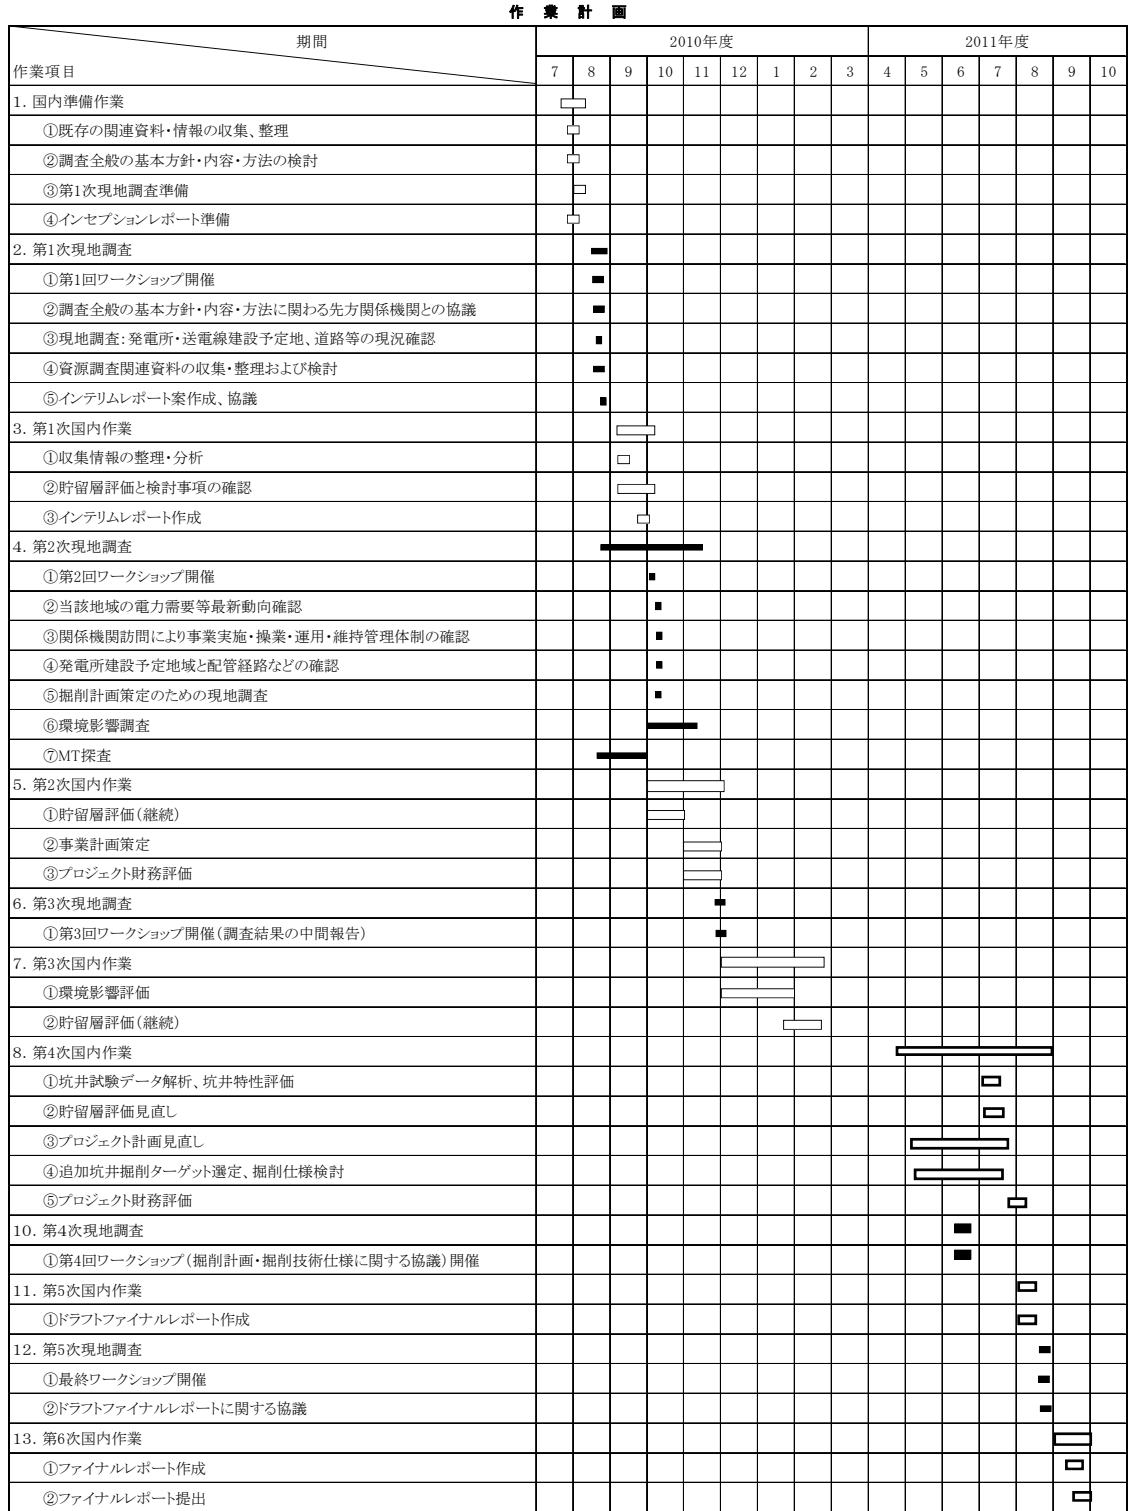 作 業 計 画
期間
2010年度
2011年度
作業項目
7 8 9 10 11 12 1 2 3 4 5 6 7 8 9 10
1. 国内準備作業
①既存の関連資料・情報の収集、整理
②調査全般の基本方針・内容・方法の検討
③第1次現地調査準備
④インセプションレポート準備
2. 第1次現地調査
①第1回ワークショップ開催
②調査全般の基本方針・内容・方法に関わる先方関係機関との協議
③現地調査：発電所・送電線建設予定地、道路等の現況確認
④資源調査関連資料の収集・整理および検討
⑤インテリムレポート案作成、協議
3. 第1次国内作業
①収集情報の整理・分析
②貯留層評価と検討事項の確認
③インテリムレポート作成
4. 第2次現地調査
①第2回ワークショップ開催
②当該地域の電力需要等最新動向確認
③関係機関訪問により事業実施・操業・運用・維持管理体制の確認
④発電所建設予定地域と配管経路などの確認
⑤掘削計画策定のための現地調査
⑥環境影響調査
⑦MT探査
5. 第2次国内作業
①貯留層評価（継続）
②事業計画策定
③プロジェクト財務評価
6. 第3次現地調査
①第3回ワークショップ開催（調査結果の中間報告）
7. 第3次国内作業
①環境影響評価
②貯留層評価（継続）
8. 第4次国内作業
①坑井試験データ解析、坑井特性評価
②貯留層評価見直し
③プロジェクト計画見直し
④追加坑井掘削ターゲット選定、掘削仕様検討
⑤プロジェクト財務評価
10. 第4次現地調査
①第4回ワークショップ（掘削計画・掘削技術仕様に関する協議）開催
11. 第5次国内作業
①ドラフトファイナルレポート作成
12. 第5次現地調査
①最終ワークショップ開催
②ドラフトファイナルレポートに関する協議
13. 第6次国内作業
①ファイナルレポート作成
②ファイナルレポート提出